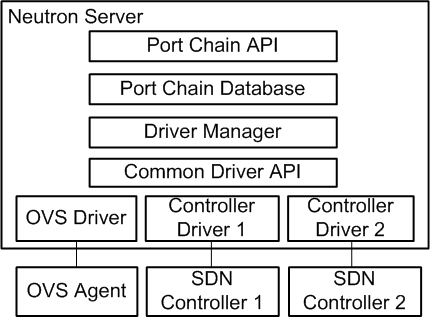 Neutron Server
Port Chain API
Port Chain Database
Driver Manager
Common Driver API
OVS Driver
Controller
Driver 1
Controller
Driver 2
OVS Agent
SDN
Controller 1
SDN
Controller 2